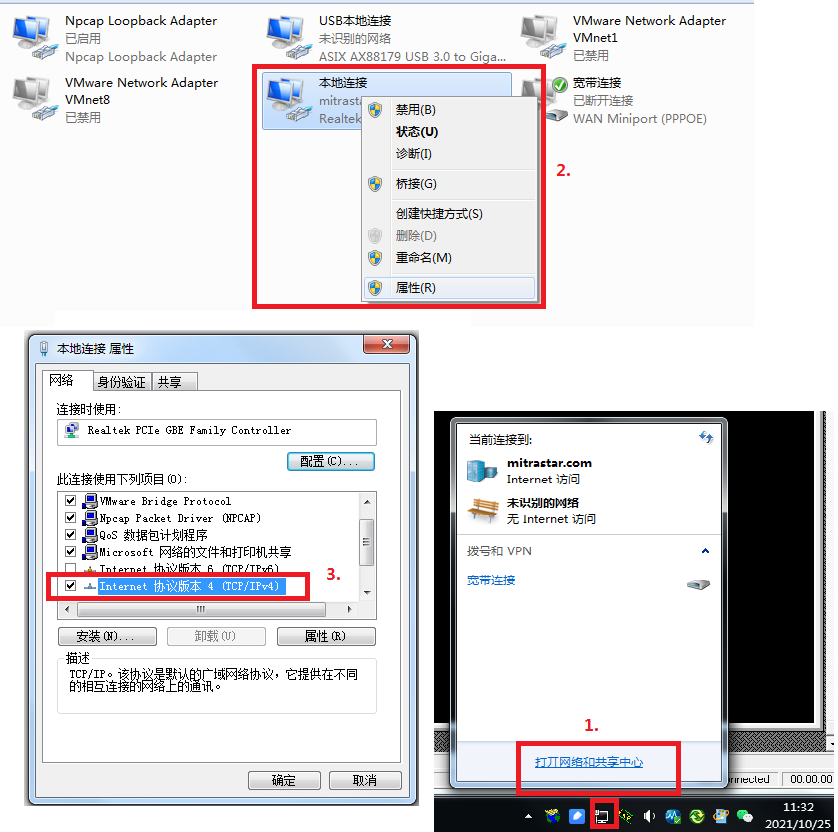 Npcap Loopback Adapter
已启用
Npcap Loopback Adapter
USB本地连接
未识别的网络
ASIX AX88179 USB 3.0 to Giga...
VMware Network Adapter
VMnet1
已禁用
VMware Network Adapter
VMnet8
已禁用
本地连接
mitrasta
Realtek
宽带连接
已断开连接
WAN Miniport (PPPOE)
禁用(B)
状态(U)
诊断(I)
桥接(G)
创建快捷方式(S)
删除(D)
重命名(M)
属性(R)
2.
本地连接 属性
网络
身份验证
共享
连接时使用:
Realtek PCIe GBE Family Controller
配置(C)...
此连接使用下列项目(O):
VMware Bridge Protocol
Npcap Packet Driver (NPCAP)
QoS 数据包计划程序
Microsoft 网络的文件和打印机共享
Internet 协议版本 6 (TCP/IPv6)
Internet 协议版本 4 (TCP/IPv4)
3.
安装(N)...
卸载(U)
属性(R)
描述
TCP/IP。该协议是默认的广域网络协议，它提供在不同
的相互连接的网络上的通讯。
确定
取消
当前连接到:
mitrastar.com
Internet 访问
未识别的网络
无 Internet 访问
拨号和 VPN
宽带连接
1.
打开网络和共享中心
nnected
00.00.00
11:32
2021/10/25